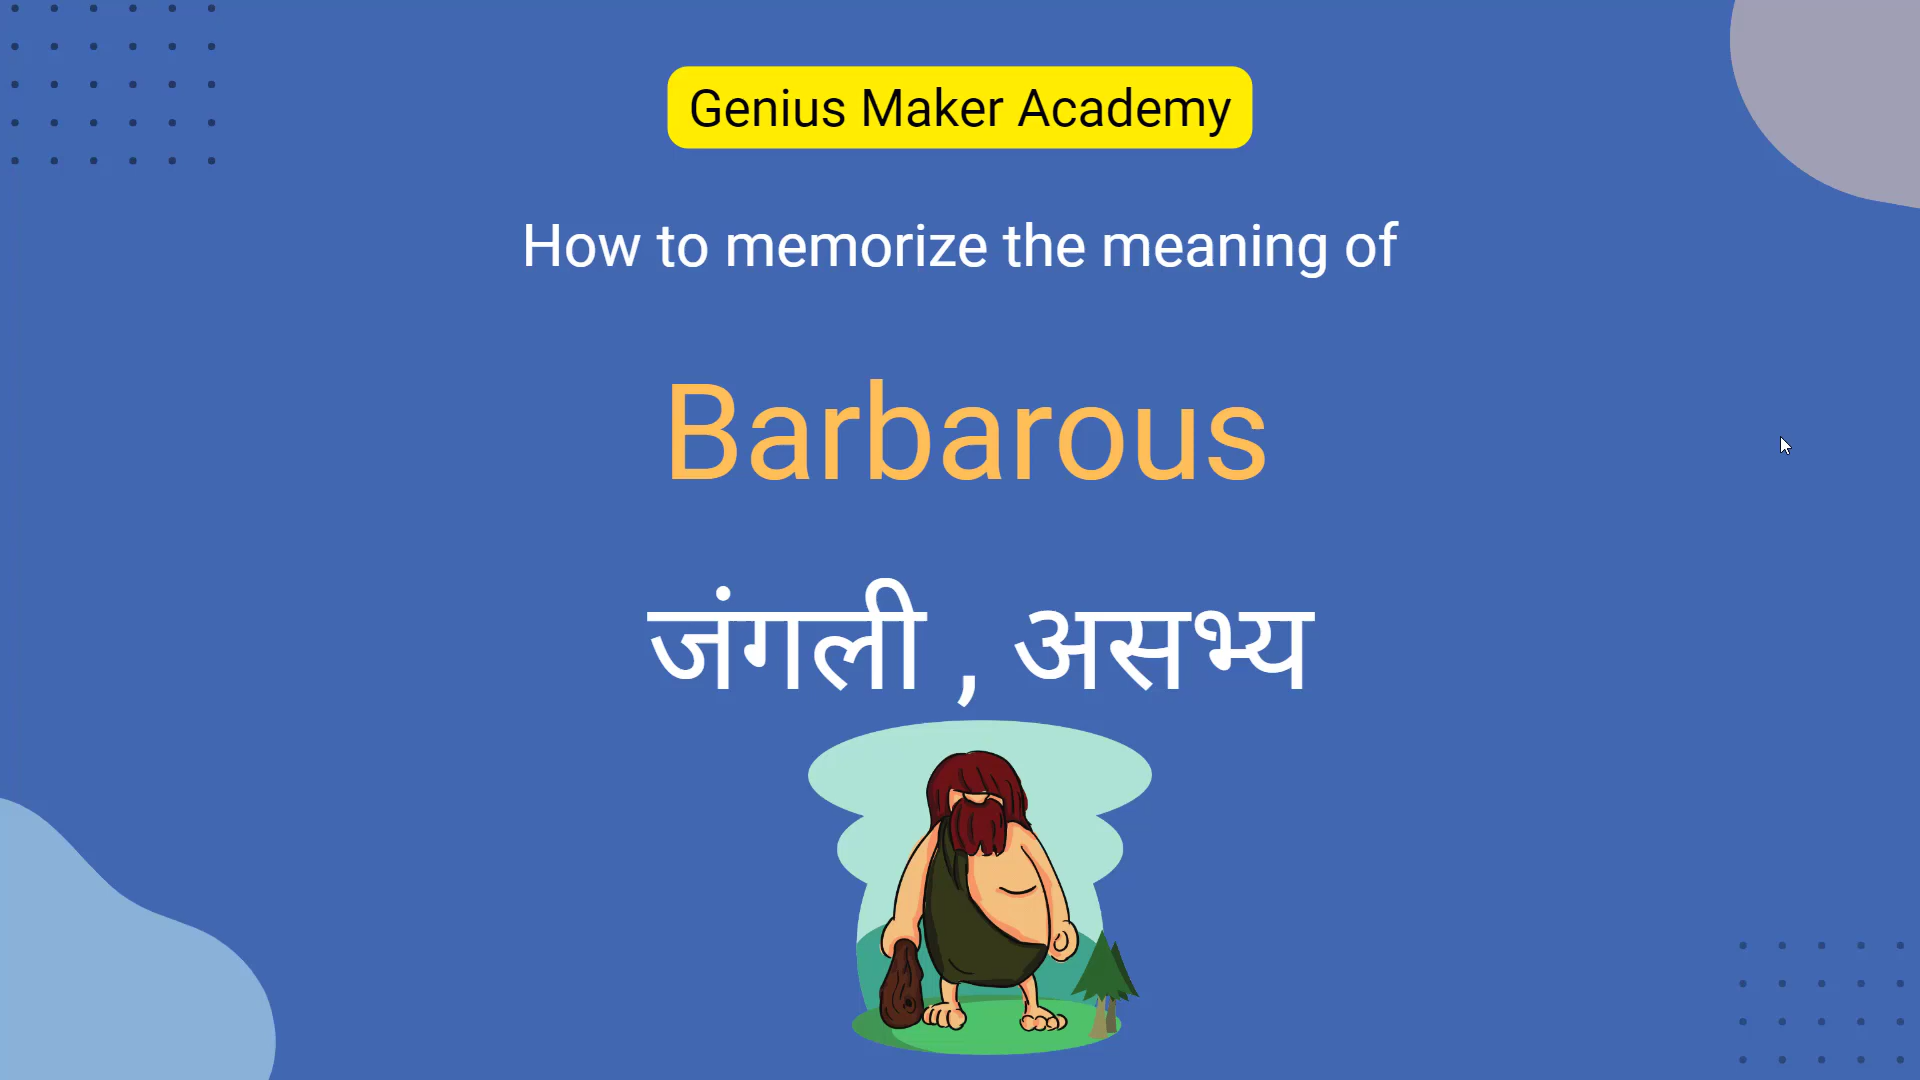 Genius Maker Academy
How to memorize the meaning of
Barbarous
जंगली , असभ्य